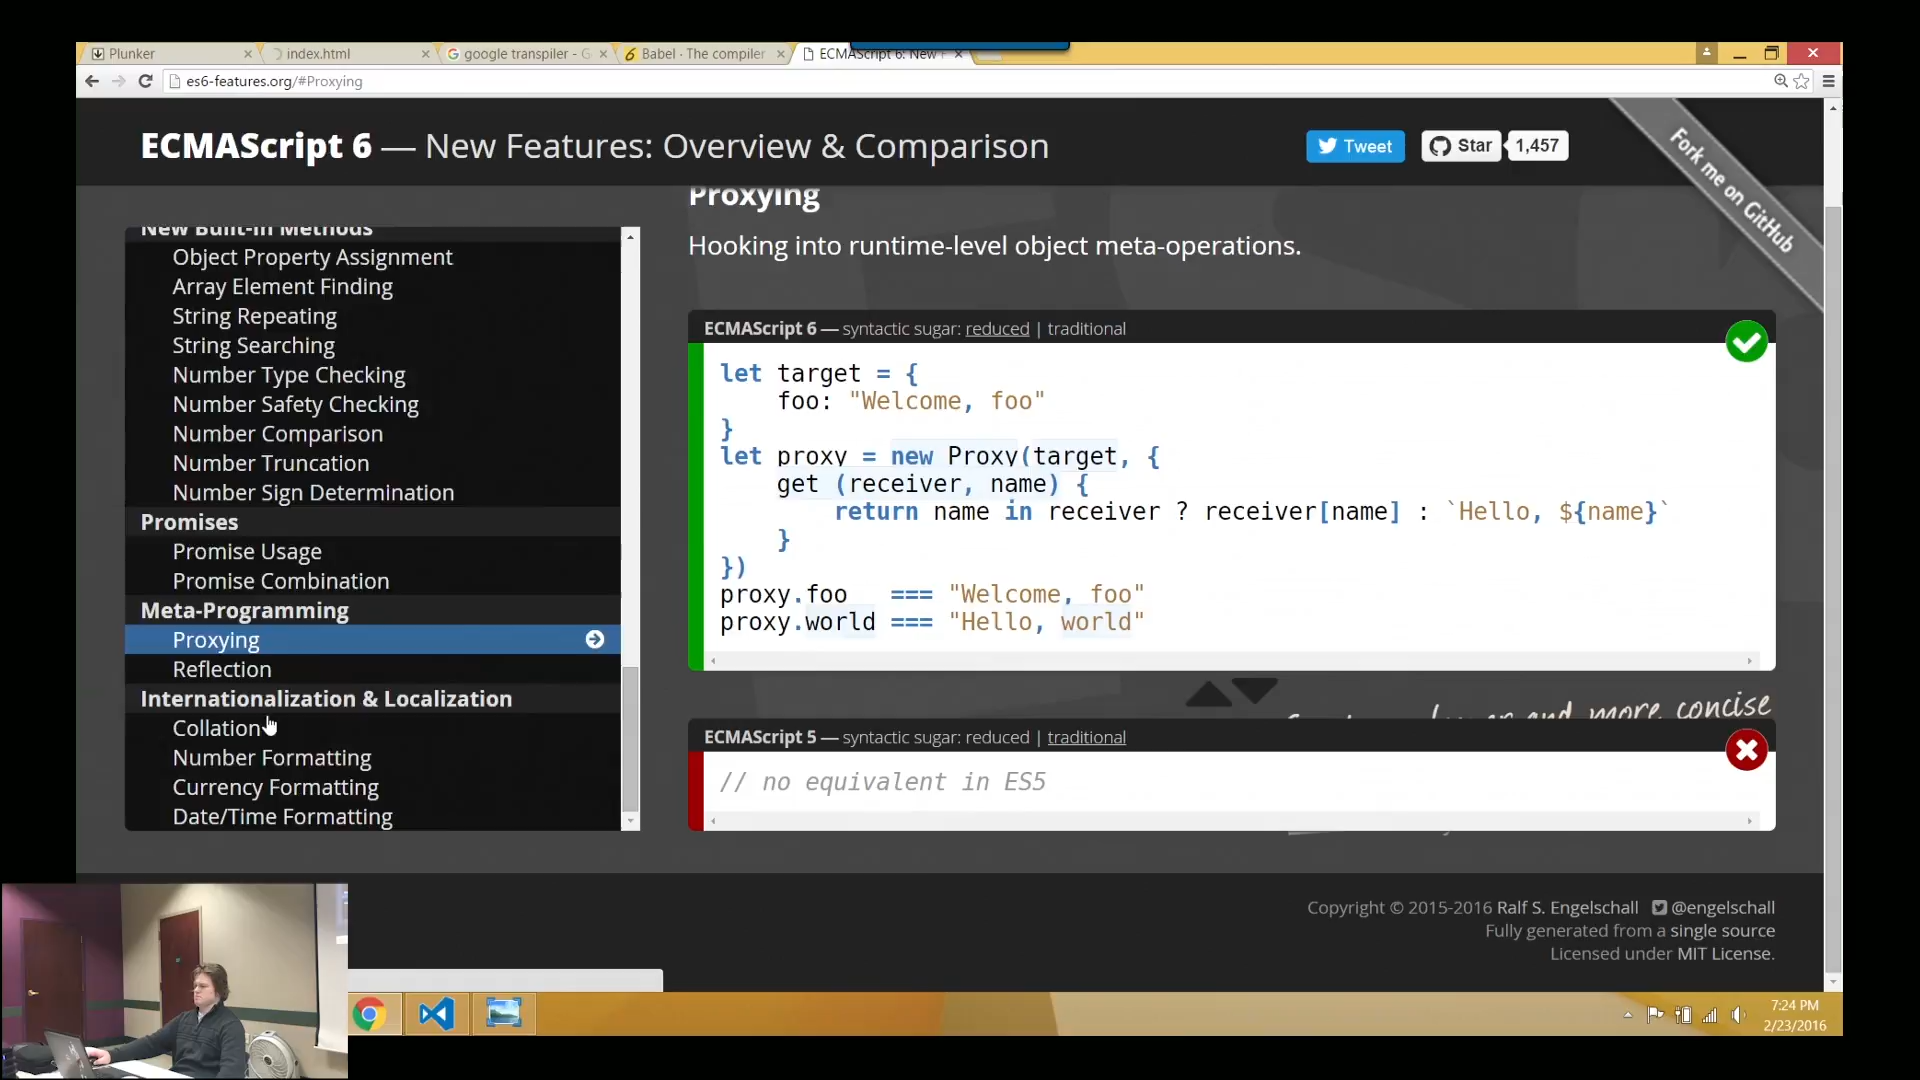 Plunker
index.html
google transpiler - G
Babel · The compiler
ECMAScript 6: New F
es6-features.org/#Proxying
ECMAScript 6 — New Features: Overview & Comparison
Tweet
Star
1,457
Fork me on GitHub
New Built-In Methods
Object Property Assignment
Array Element Finding
String Repeating
String Searching
Number Type Checking
Number Safety Checking
Number Comparison
Number Truncation
Number Sign Determination
Promises
Promise Usage
Promise Combination
Meta-Programming
Proxying
Reflection
Internationalization & Localization
Collation
Number Formatting
Currency Formatting
Date/Time Formatting
Proxying
Hooking into runtime-level object meta-operations.
ECMAScript 6 — syntactic sugar: reduced | traditional
let target = {
foo: "Welcome, foo"
}
let proxy = new Proxy(target, {
get (receiver, name) {
return name in receiver ? receiver[name] : `Hello, ${name}`
}
})
proxy.foo === "Welcome, foo"
proxy.world === "Hello, world"
and more concise
ECMAScript 5 — syntactic sugar: reduced | traditional
// no equivalent in ES5
Copyright © 2015-2016 Ralf S. Engelschall @engelschall
Fully generated from a single source
Licensed under MIT License.
7:24 PM
2/23/2016